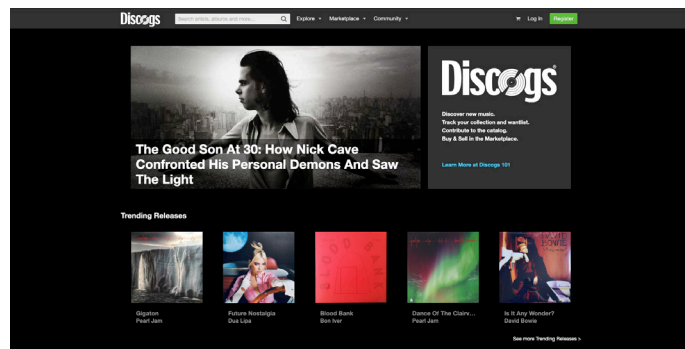 Discogs
Search artists, albums and more...
Explore
Marketplace
Community
Log In
Register
The Good Son At 30: How Nick Cave
Confronted His Personal Demons And Saw
The Light
Discogs
Discover new music.
Track your collection and wantlist.
Contribute to the catalog.
Buy & Sell in the Marketplace.
Learn More at Discogs 101
Trending Releases
BLOOD BANK
Gigaton
Pearl Jam
Future Nostalgia
Dua Lipa
Blood Bank
Bon Iver
Dance Of The Clairv...
Pearl Jam
Is It Any Wonder?
David Bowie
See more Trending Releases >